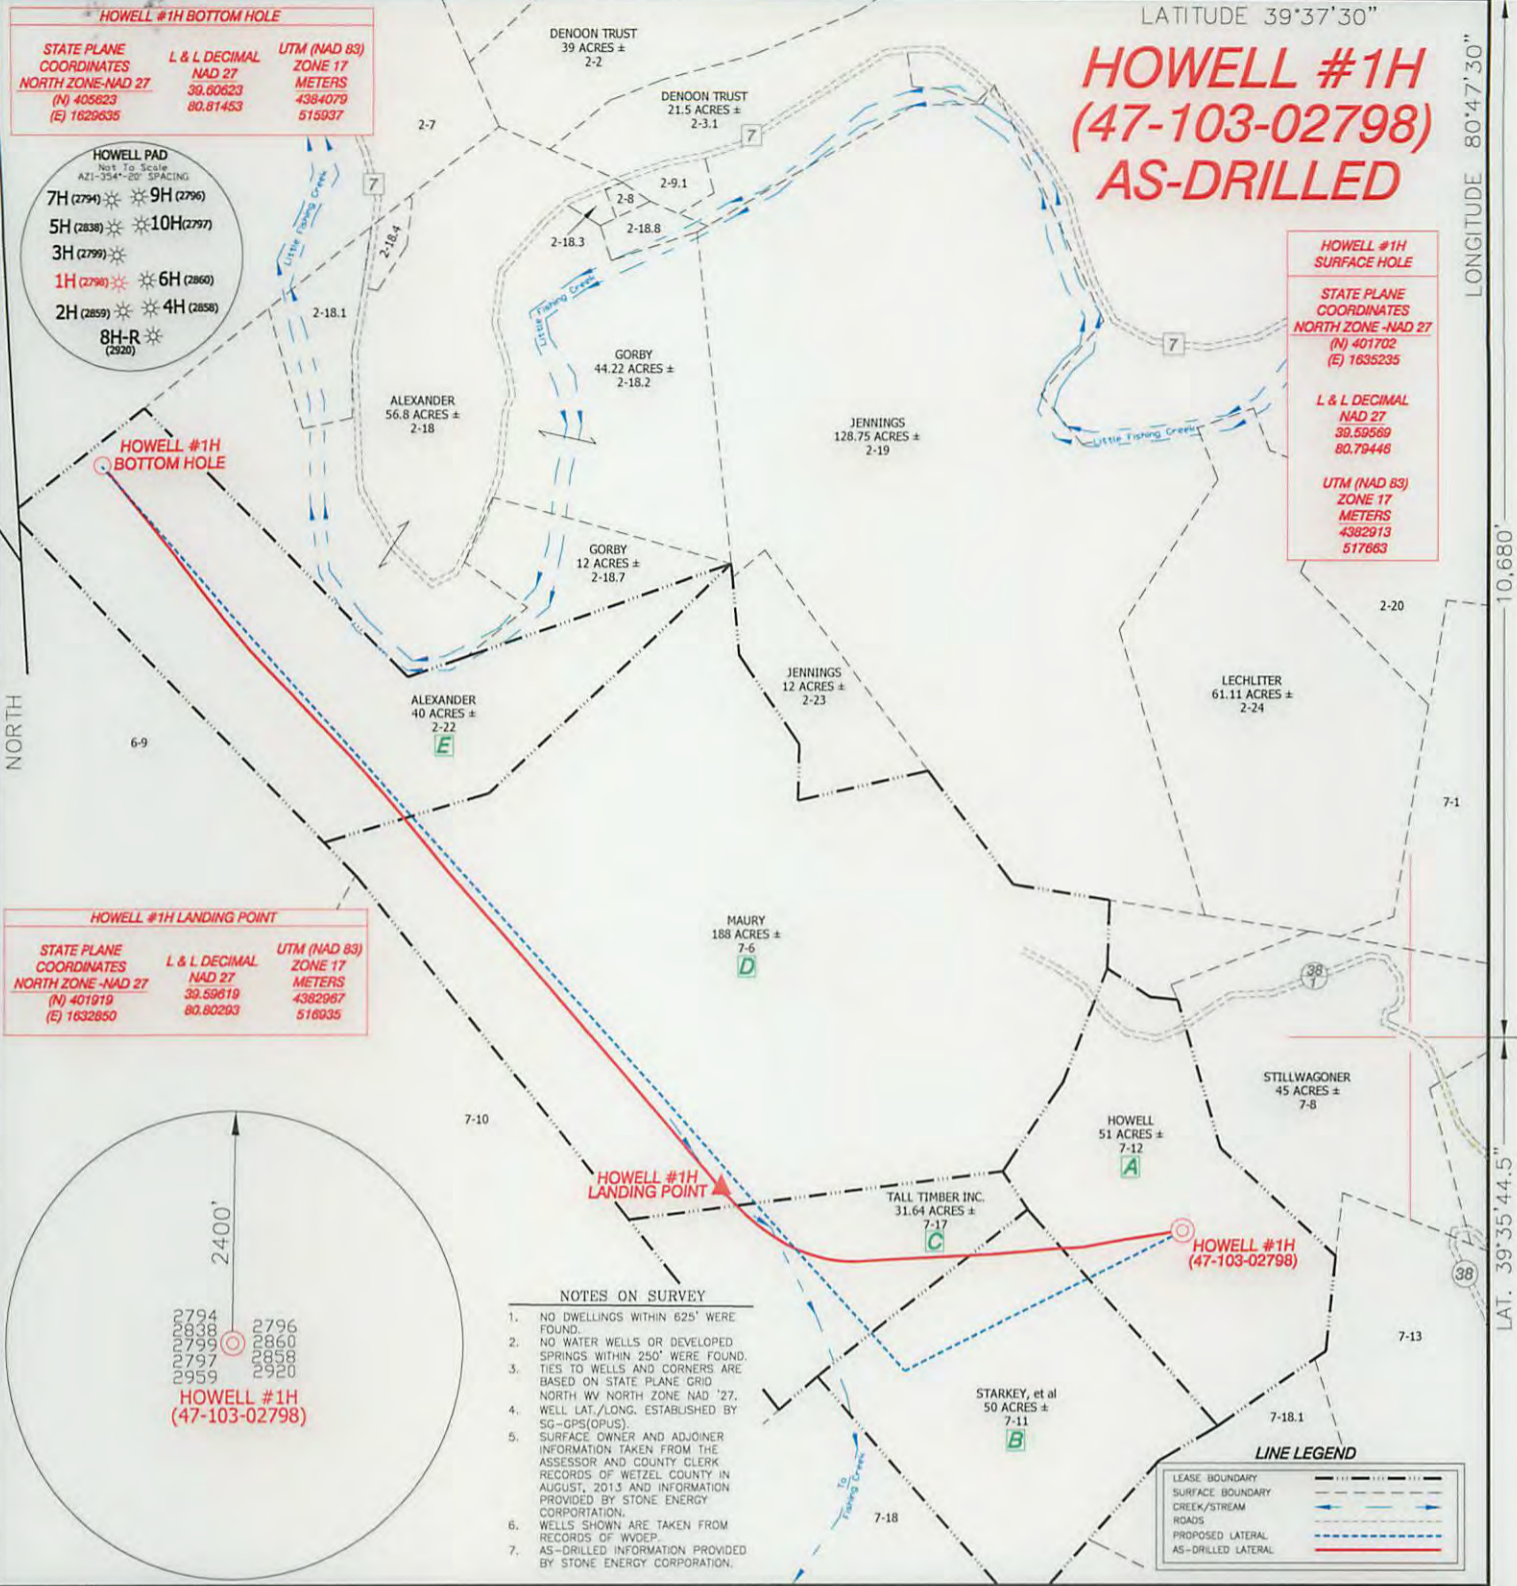 LATITUDE 39°37'30"
HOWELL #1H
(47-103-02798)
AS-DRILLED
LONGITUDE 80°47'30"
10,680'
LAT. 39°35'44.5"
HOWELL #1H BOTTOM HOLE
STATE PLANE
COORDINATES
NORTH ZONE-NAD 27
(N) 405623
(E) 1629635
L & L DECIMAL
NAD 27
39.60623
80.81453
UTM (NAD 83)
ZONE 17
METERS
4384079
515937
HOWELL PAD
Not To Scale
AZI-354°-20' SPACING
7H (2794) 9H (2796)
5H (2838) 10H (2797)
3H (2799)
1H (2798) 6H (2860)
2H (2859) 4H (2858)
8H-R
(2920)
DENOON TRUST
39 ACRES ±
2-2
DENOON TRUST
21.5 ACRES ±
2-3.1
7
2-7
7
2-9.1
2-8
2-18.8
2-18.3
2-18.4
2-18.1
Little Fishing Creek
Little Fishing Creek
7
Little Fishing Creek
HOWELL #1H
SURFACE HOLE
STATE PLANE
COORDINATES
NORTH ZONE -NAD 27
(N) 401702
(E) 1635235
L & L DECIMAL
NAD 27
39.59569
80.79446
UTM (NAD 83)
ZONE 17
METERS
4382913
517663
GORBY
44.22 ACRES ±
2-18.2
ALEXANDER
56.8 ACRES ±
2-18
JENNINGS
128.75 ACRES ±
2-19
HOWELL #1H
BOTTOM HOLE
GORBY
12 ACRES ±
2-18.7
2-20
JENNINGS
12 ACRES ±
2-23
LECHLITER
61.11 ACRES ±
2-24
ALEXANDER
40 ACRES ±
2-22
E
NORTH
6-9
7-1
MAURY
188 ACRES ±
7-6
D
38
1
HOWELL #1H LANDING POINT
STATE PLANE
COORDINATES
NORTH ZONE -NAD 27
(N) 401919
(E) 1632850
L & L DECIMAL
NAD 27
39.59619
80.80293
UTM (NAD 83)
ZONE 17
METERS
4382967
516935
STILLWAGONER
45 ACRES ±
7-8
HOWELL
51 ACRES ±
7-12
A
7-10
HOWELL #1H
LANDING POINT
TALL TIMBER INC.
31.64 ACRES ±
7-17
C
HOWELL #1H
(47-103-02798)
38
7-13
2400'
2794
2838
2799
2797
2959
2796
2860
2858
2920
HOWELL #1H
(47-103-02798)
NOTES ON SURVEY
1. NO DWELLINGS WITHIN 625' WERE
FOUND.
2. NO WATER WELLS OR DEVELOPED
SPRINGS WITHIN 250' WERE FOUND.
3. TIES TO WELLS AND CORNERS ARE
BASED ON STATE PLANE GRID
NORTH WV NORTH ZONE NAD '27.
4. WELL LAT./LONG. ESTABLISHED BY
SG-GPS(OPUS).
5. SURFACE OWNER AND ADJOINER
INFORMATION TAKEN FROM THE
ASSESSOR AND COUNTY CLERK
RECORDS OF WETZEL COUNTY IN
AUGUST, 2013 AND INFORMATION
PROVIDED BY STONE ENERGY
CORPORTATION.
6. WELLS SHOWN ARE TAKEN FROM
RECORDS OF WVDEP.
7. AS-DRILLED INFORMATION PROVIDED
BY STONE ENERGY CORPORATION.
STARKEY, et al
50 ACRES ±
7-11
B
7-18.1
7-18
To
Fishing Creek
LINE LEGEND
LEASE BOUNDARY
SURFACE BOUNDARY
CREEK/STREAM
ROADS
PROPOSED LATERAL
AS-DRILLED LATERAL